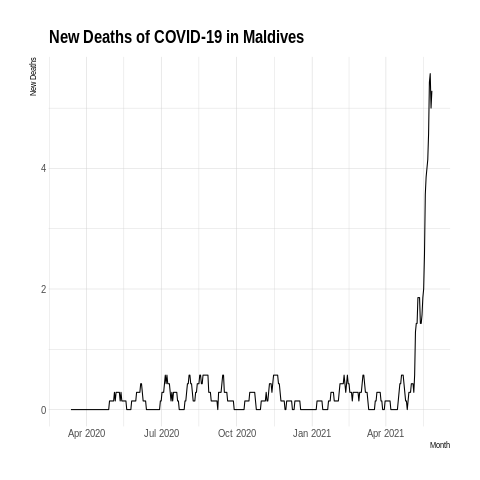 New Deaths of COVID-19 in Maldives
New Deaths
4
2
0
Apr 2020 Jul 2020 Oct 2020 Jan 2021 Apr 2021
Month